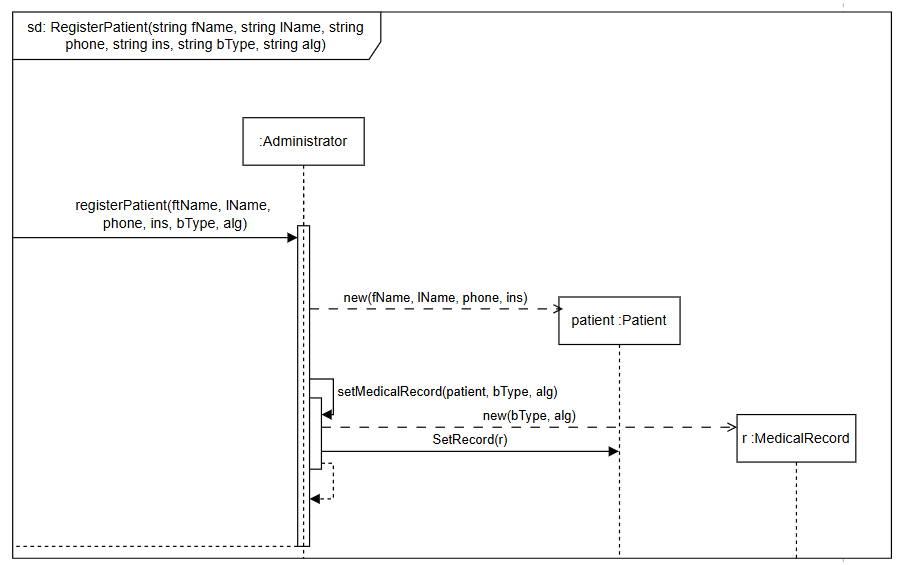 sd: RegisterPatient(string fName, string lName, string
phone, string ins, string bType, string alg)
:Administrator
registerPatient(ftName, lName,
phone, ins, bType, alg)
new(fName, lName, phone, ins)
patient :Patient
setMedicalRecord(patient, bType, alg)
new(bType, alg)
r :MedicalRecord
SetRecord(r)